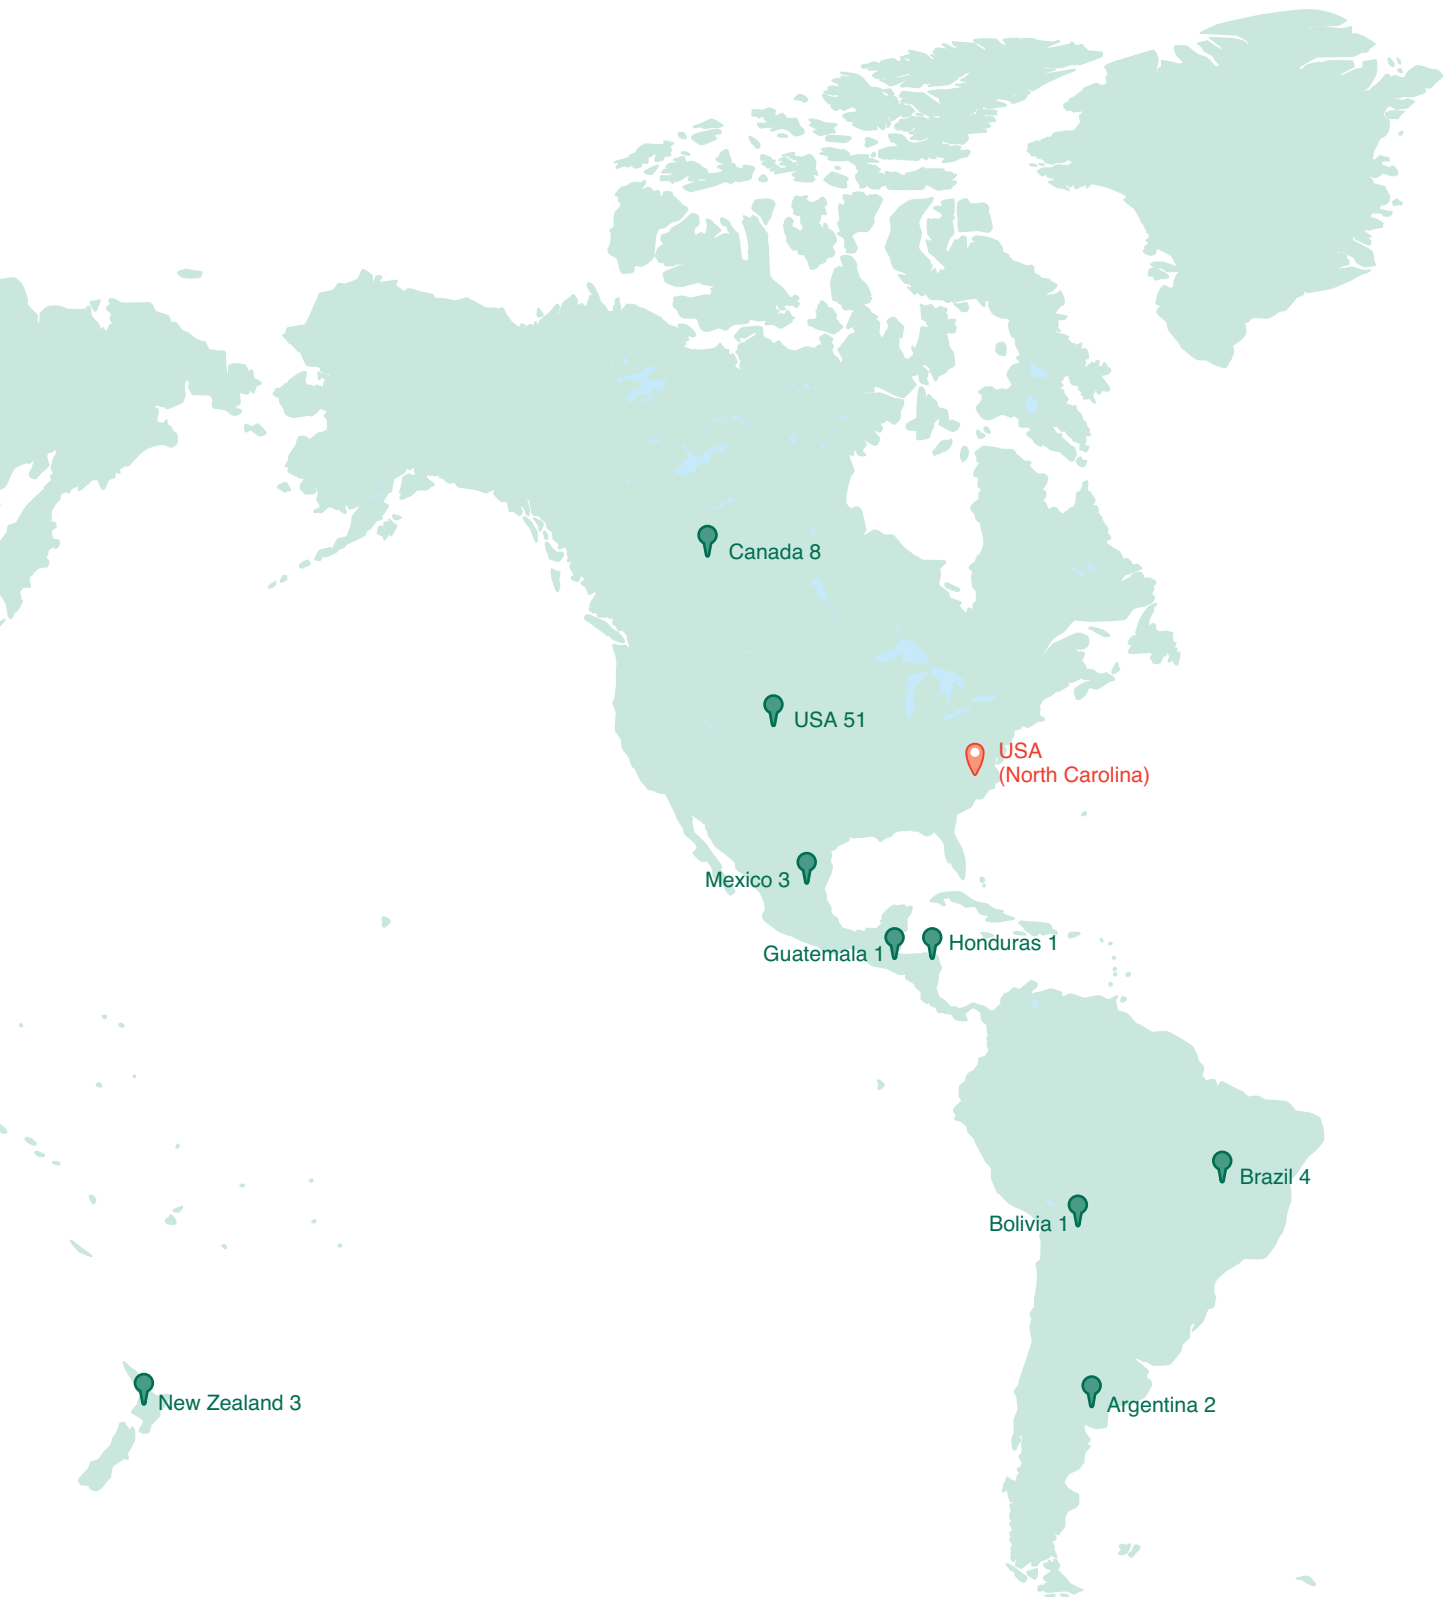 Canada 8
USA 51
USA
(North Carolina)
Mexico 3
Honduras 1
Guatemala 1
Brazil 4
Bolivia 1
New Zealand 3
Argentina 2